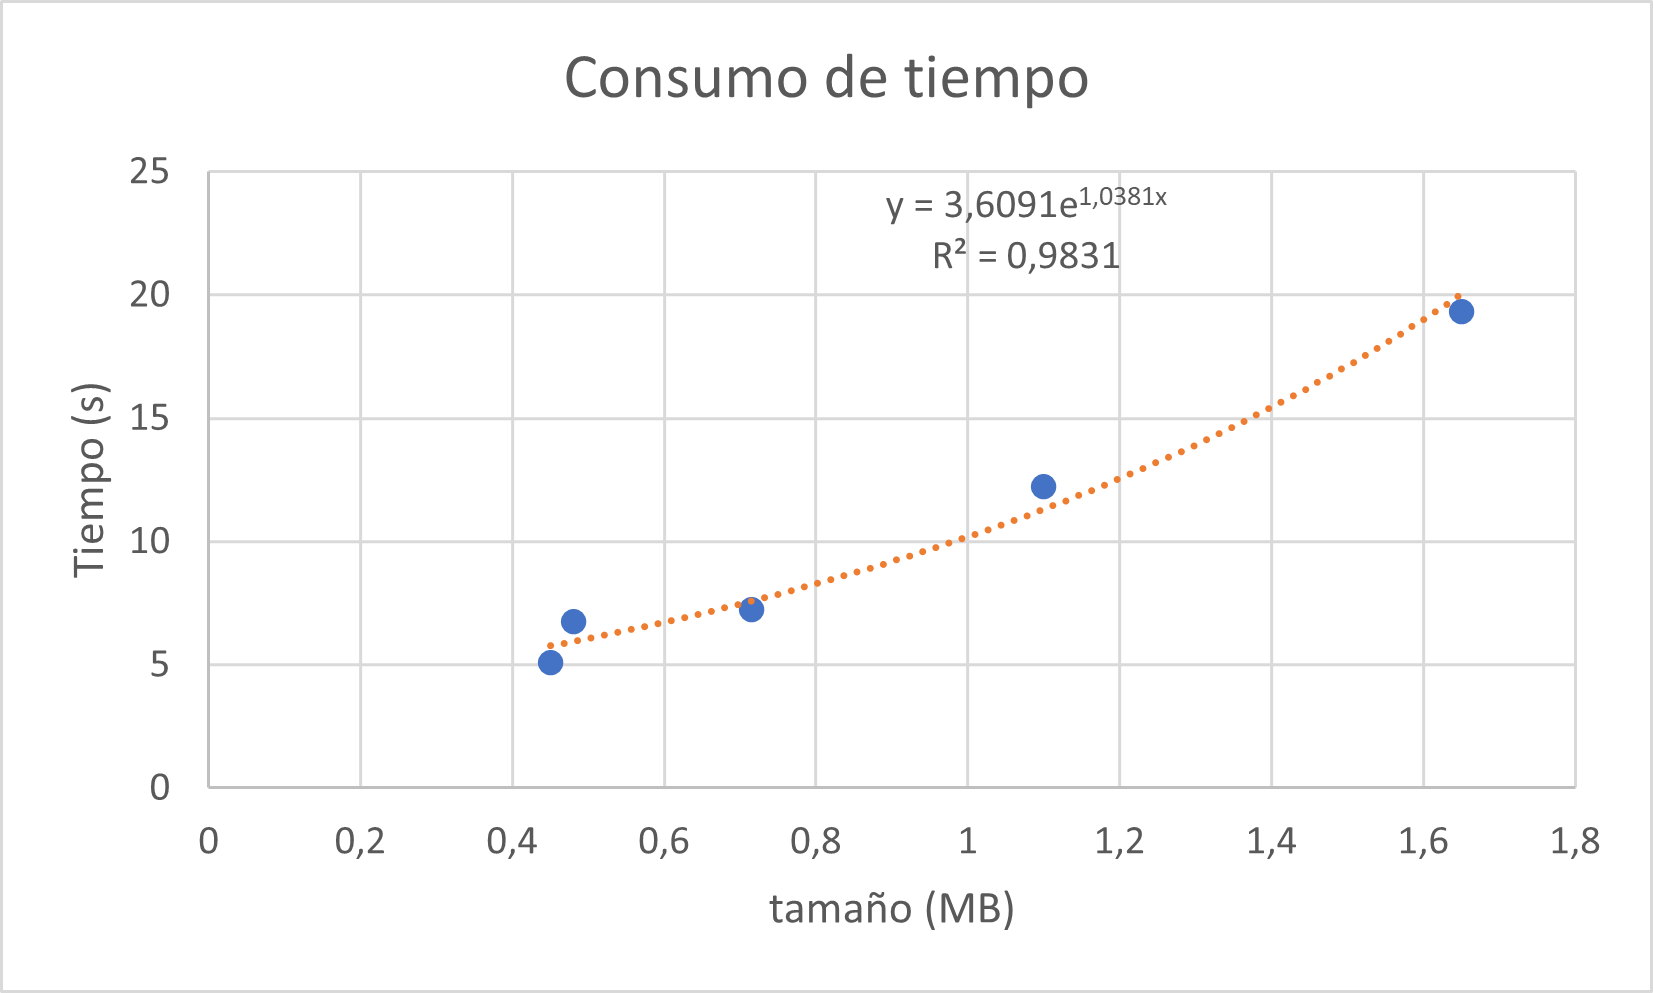 Consumo de tiempo
y = 3,6091e^1,0381x
R² = 0,9831
25
20
15
10
5
0
Tiempo (s)
0 0,2 0,4 0,6 0,8 1 1,2 1,4 1,6 1,8
tamaño (MB)